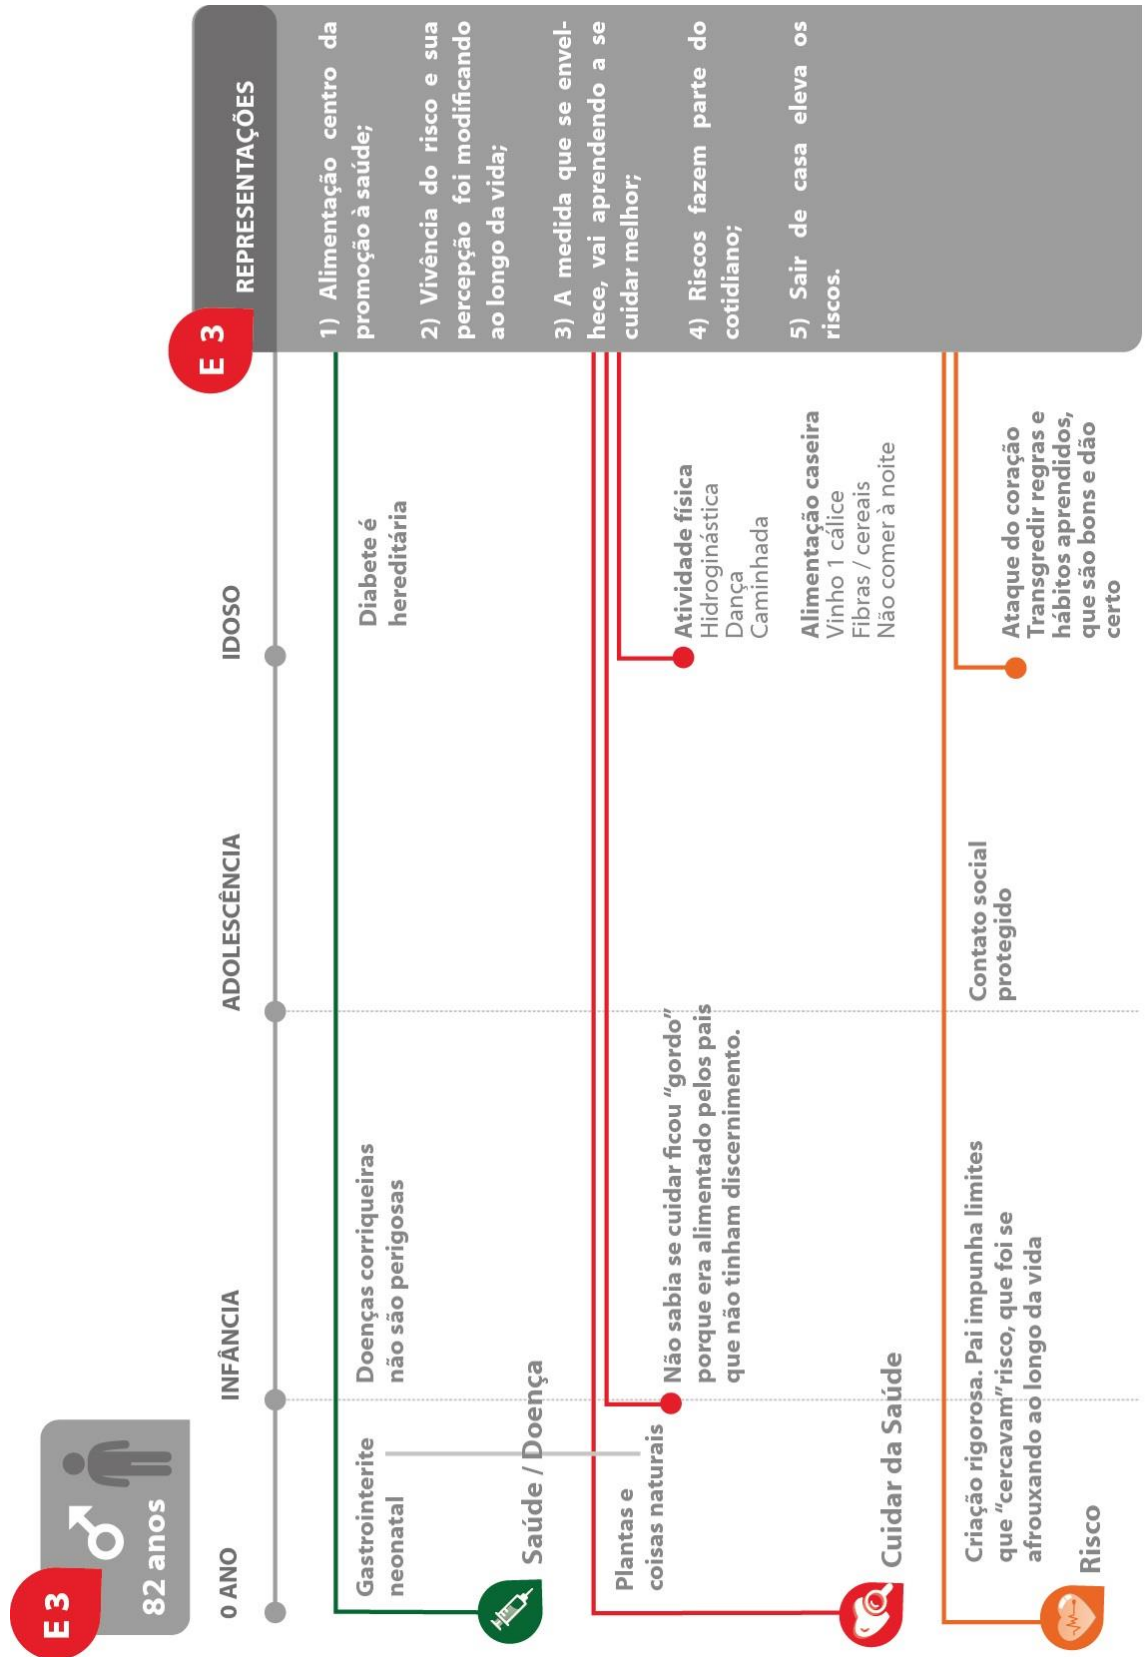 E 3
82 anos
0 ANO
INFÂNCIA
ADOLESCÊNCIA
IDOSO
Gastrointerite
neonatal
Doenças corriqueiras
não são perigosas
Diabete é
hereditária
Saúde / Doença
Plantas e
coisas naturais
Não sabia se cuidar ficou “gordo”
porque era alimentado pelos pais
que não tinham discernimento.
Atividade física
Hidroginástica
Dança
Caminhada
Alimentação caseira
Vinho 1 cálice
Fibras / cereais
Não comer à noite
Cuidar da Saúde
Criação rigorosa. Pai impunha limites
que “cercavam”risco, que foi se
afrouxando ao longo da vida
Contato social
protegido
Ataque do coração
Transgredir regras e
hábitos aprendidos,
que são bons e dão
certo
Risco
E 3
REPRESENTAÇÕES
1) Alimentação centro da
promoção à saúde;
2) Vivência do risco e sua
percepção foi modificando
ao longo da vida;
3) A medida que se envel-
hece, vai aprendendo a se
cuidar melhor;
4) Riscos fazem parte do
cotidiano;
5) Sair de casa eleva os
riscos.